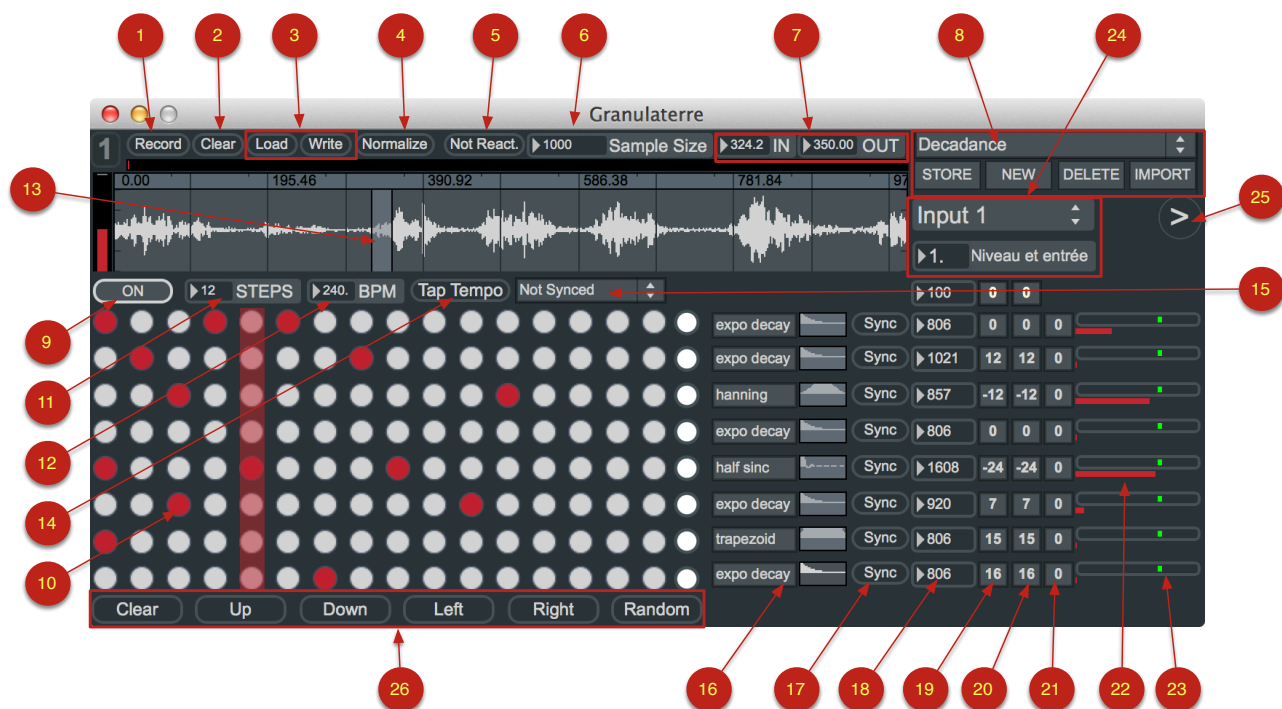 1 2 3 4 5 6 7 8 24
Granulaterre
1 Record Clear Load Write Normalize Not React. 1000 Sample Size 324.2 IN 350.00 OUT Decadance
STORE NEW DELETE IMPORT
0.00 195.46 390.92 586.38 781.84 97
13
25
Input 1 >
1. Niveau et entrée
ON 12 STEPS 240. BPM Tap Tempo Not Synced 100 0 0
15
expo decay Sync 806 0 0 0
9
expo decay Sync 1021 12 12 0
11
hanning Sync 857 -12 -12 0
expo decay Sync 806 0 0 0
12
half sinc Sync 1608 -24 -24 0
14
expo decay Sync 920 7 7 0
trapezoid Sync 806 15 15 0
10
expo decay Sync 806 16 16 0
Clear Up Down Left Right Random
26 16 17 18 19 20 21 22 23